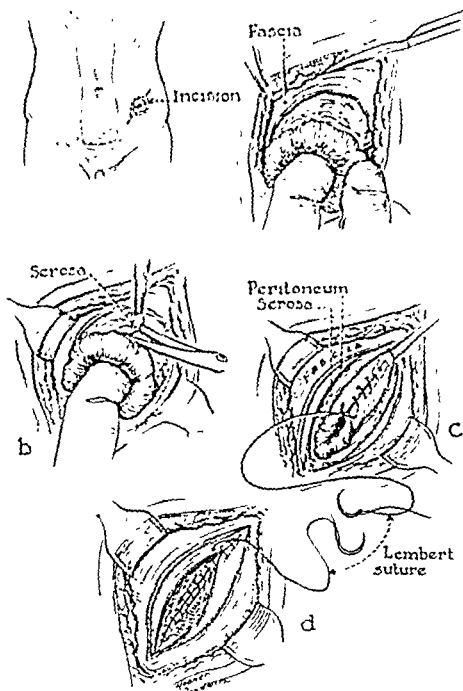 Fascia
Incision
Serosa
b
Peritoneum
Serosa
c
Lembert
suture
d